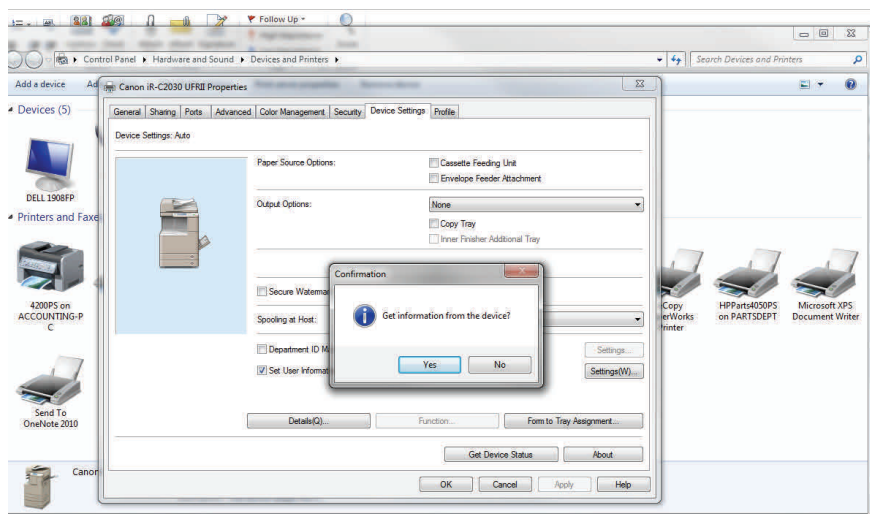 Follow Up
Control Panel
Hardware and Sound
Devices and Printers
Search Devices and Printers
Add a device
Ad
Canon iR-C2030 UFRII Properties
Devices (5)
General
Sharing
Ports
Advanced
Color Management
Security
Device Settings
Profile
Device Settings: Auto
Paper Source Options:
Cassette Feeding Unit
Envelope Feeder Attachment
DELL 1908FP
Output Options:
None
Printers and Faxe
Copy Tray
Inner Finisher Additional Tray
Confirmation
Secure Waterma
Get information from the device?
Spooling at Host:
Department ID M
Settings...
Yes
No
Set User Informat
Settings(W)...
4200PS on
ACCOUNTING-P
C
Copy
erWorks
Printer
HPParts4050PS
on PARTSDEPT
Microsoft XPS
Document Writer
Send To
OneNote 2010
Details(Q)...
Function...
Form to Tray Assignment...
Get Device Status
About
Canon
OK
Cancel
Apply
Help